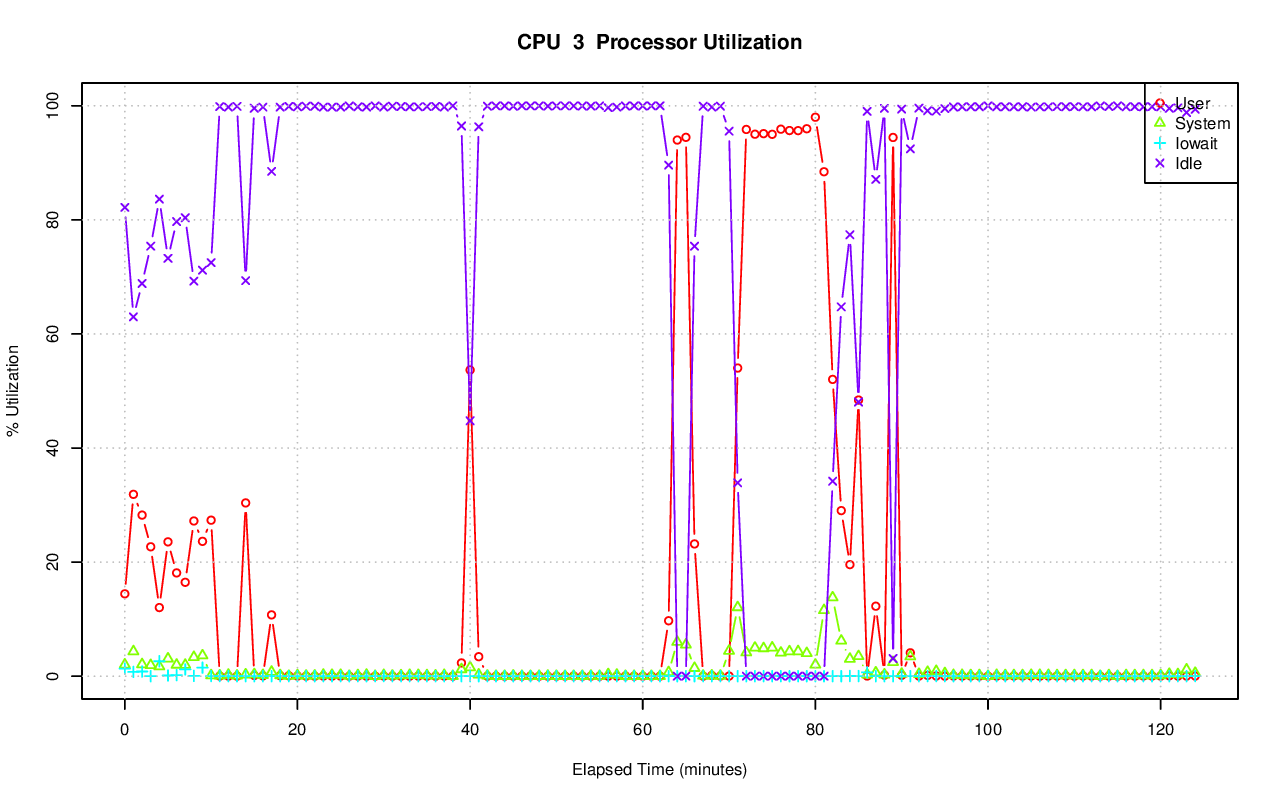 CPU  3  Processor Utilization
100
80
60
40
20
0
% Utilization
User
System
Iowait
Idle
0 20 40 60 80 100 120
Elapsed Time (minutes)